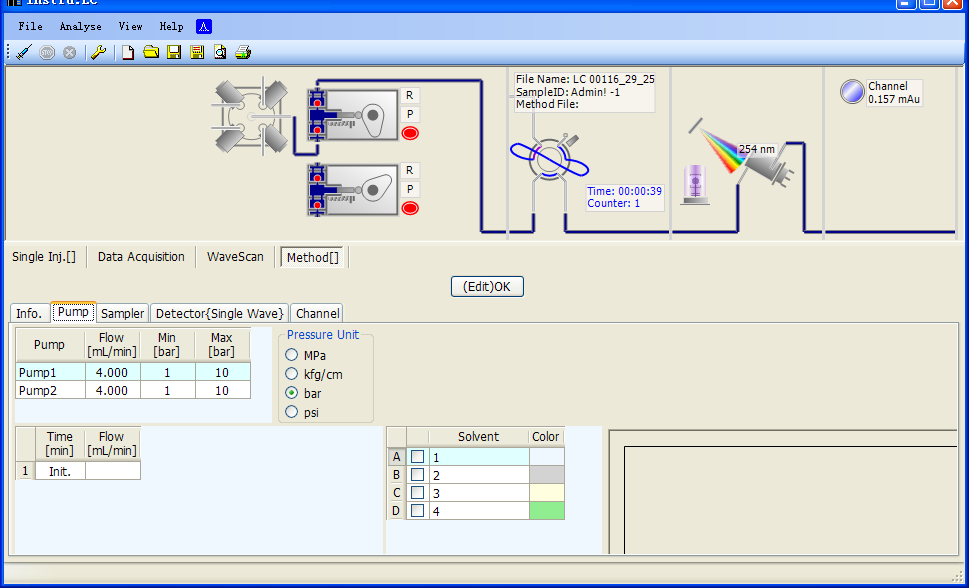 Instru.LC
File Analyse View Help
STOP
R
P
R
P
File Name: LC 00116_29_25
SampleID: Admin! -1
Method File:
Time: 00:00:39
Counter: 1
254 nm
Channel
0.157 mAu
Single Inj.[] Data Acquisition WaveScan Method[]
(Edit)OK
Info. Pump Sampler Detector{Single Wave} Channel
Pump Flow [mL/min] Min [bar] Max [bar]
Pump1 4.000 1 10
Pump2 4.000 1 10
Pressure Unit
MPa
kfg/cm
bar
psi
Time [min] Flow [mL/min]
1 Init.
Solvent Color
A 1
B 2
C 3
D 4